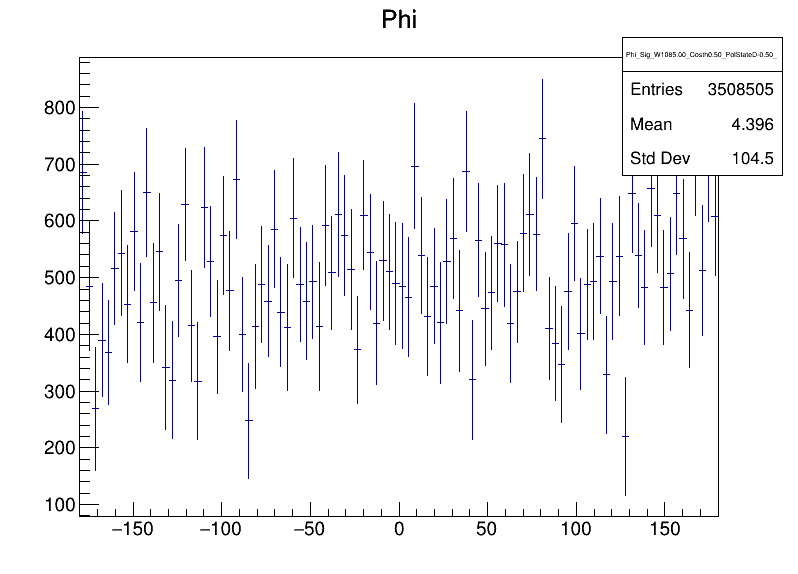 Phi
Phi_Sig_W1085.00_Costh0.50_PolStateD-0.50_
Entries 3508505
Mean 4.396
Std Dev 104.5
800
700
600
500
400
300
200
100
−150 −100 −50 0 50 100 150